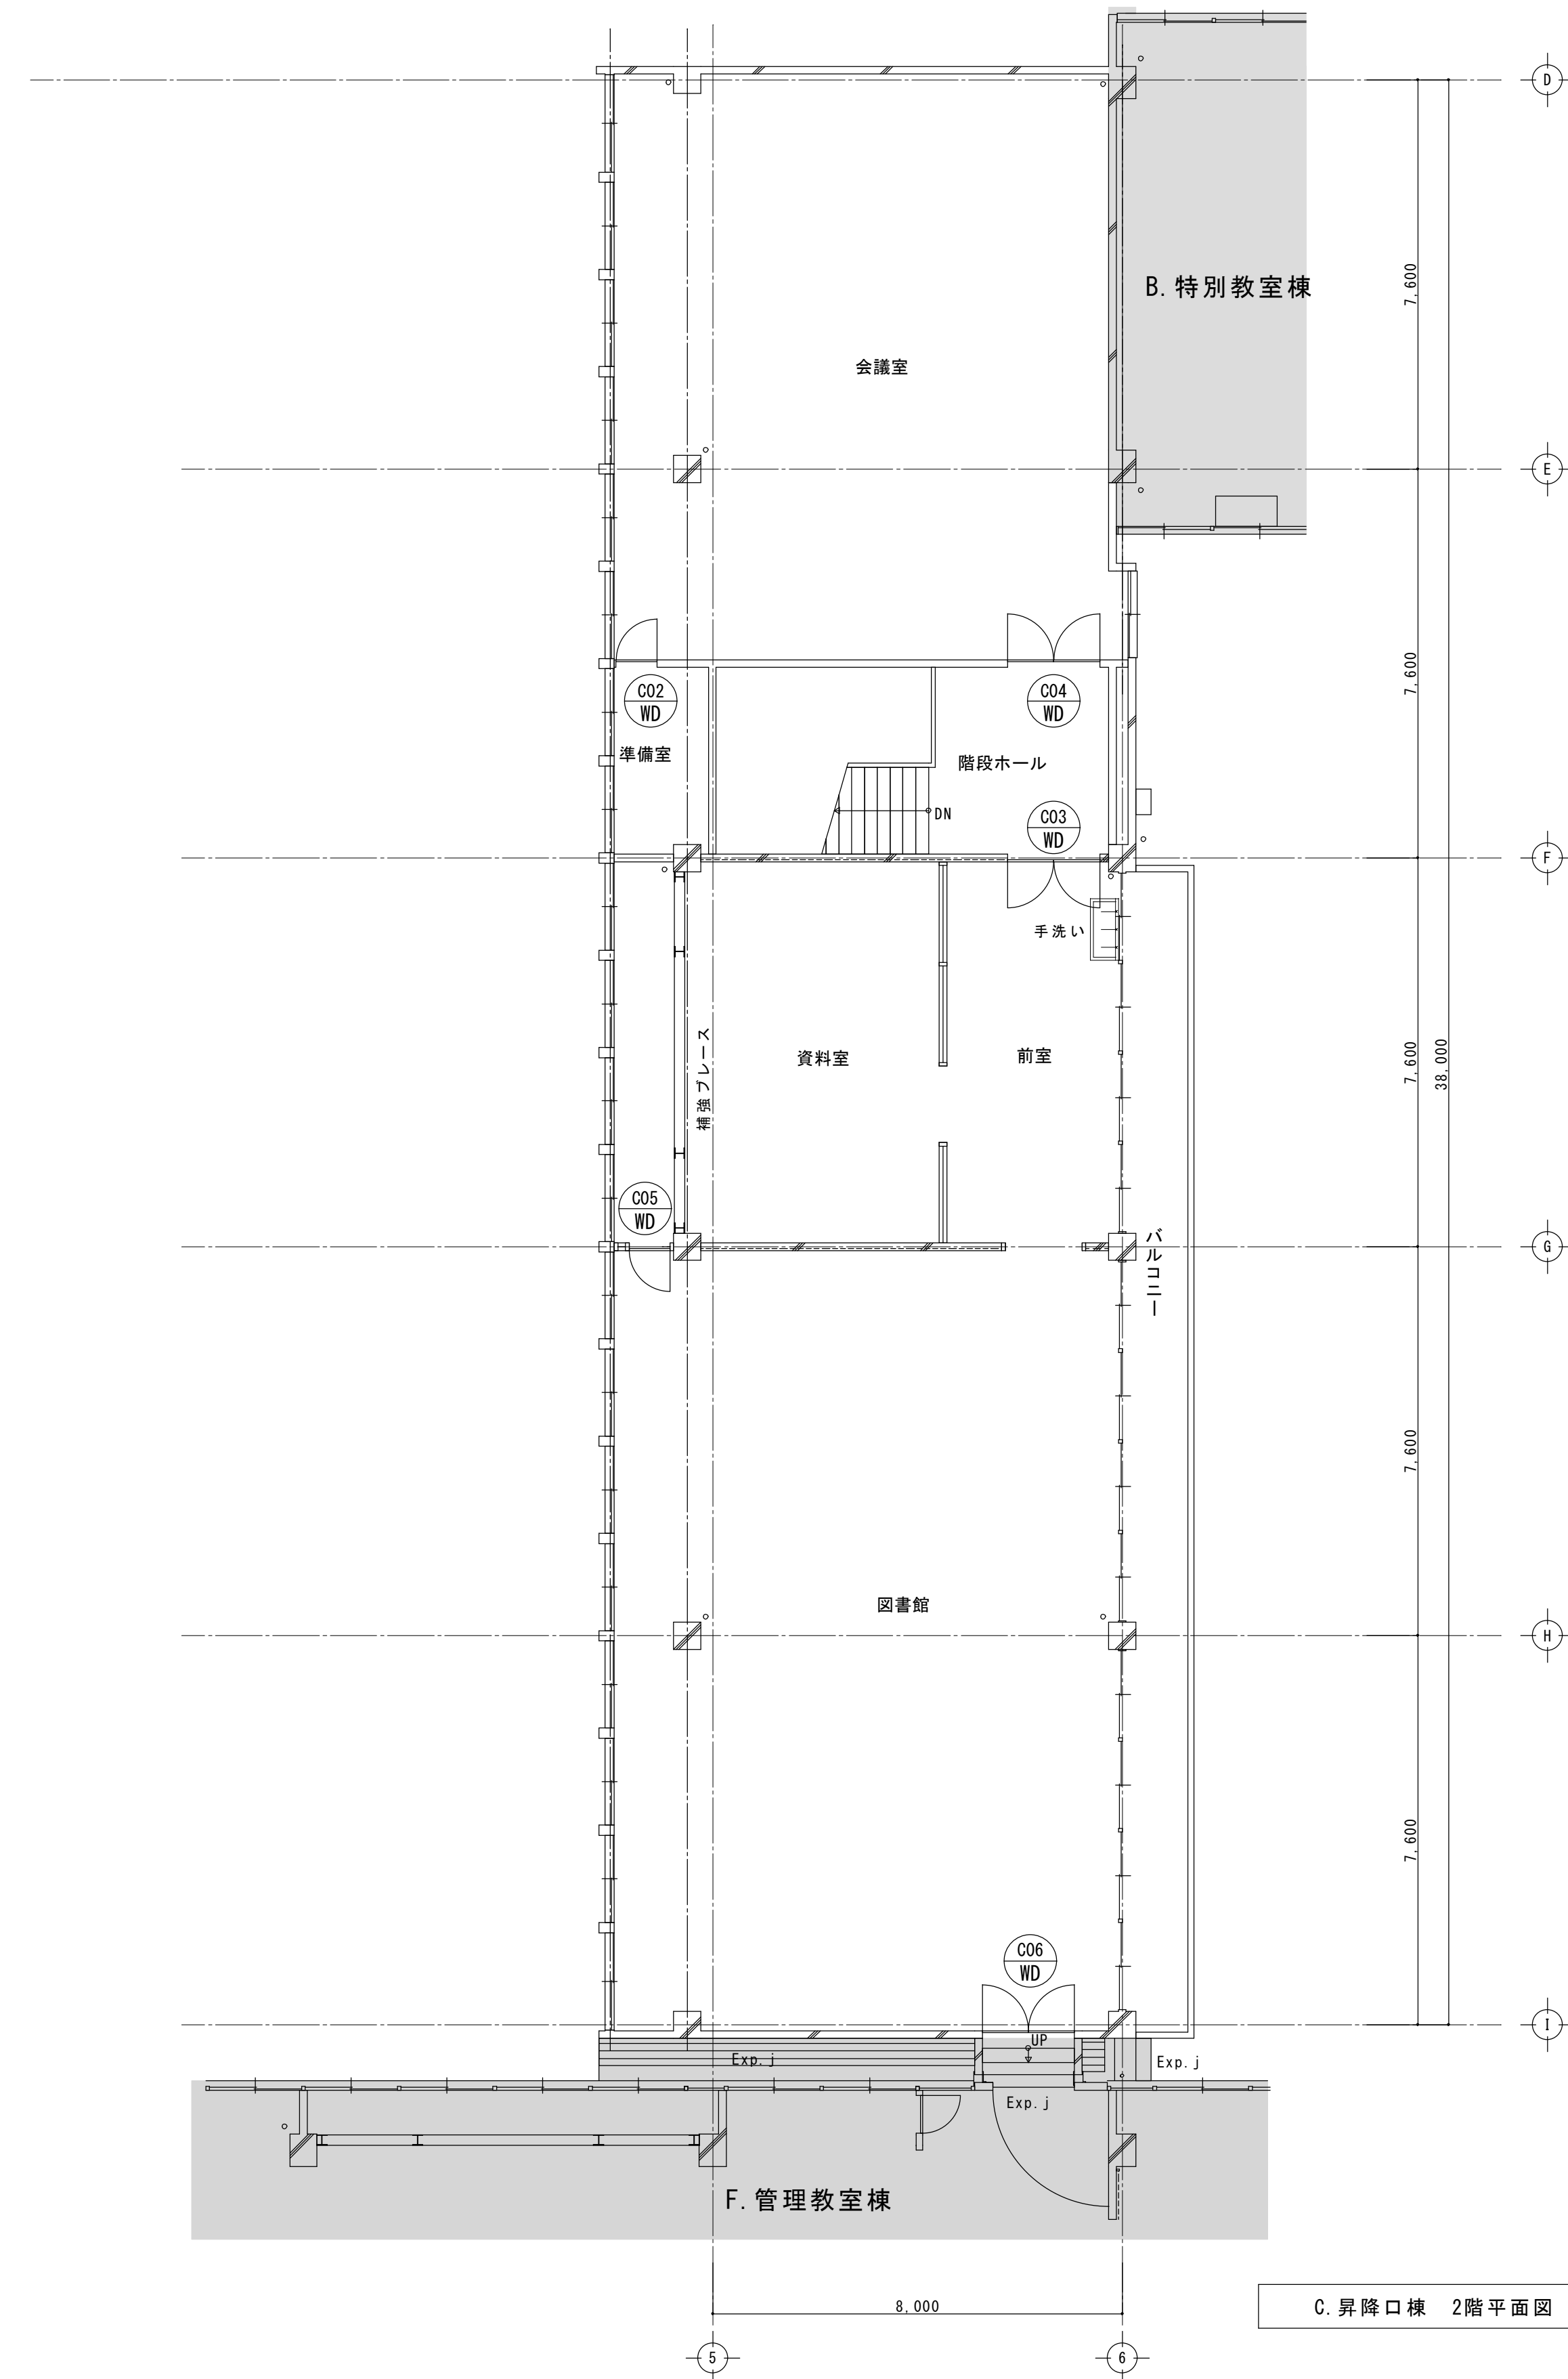 D
B. 特別教室棟
7,600
会議室
E
7,600
C02
WD
C04
WD
準備室
階段ホール
DN
C03
WD
F
手洗い
補強ブレース
資料室
前室
7,600
38,000
C05
WD
バルコニー
G
7,600
図書館
H
7,600
C06
WD
I
UP
Exp.j
Exp.j
Exp.j
F. 管理教室棟
8,000
C. 昇降口棟　2階平面図
5
6